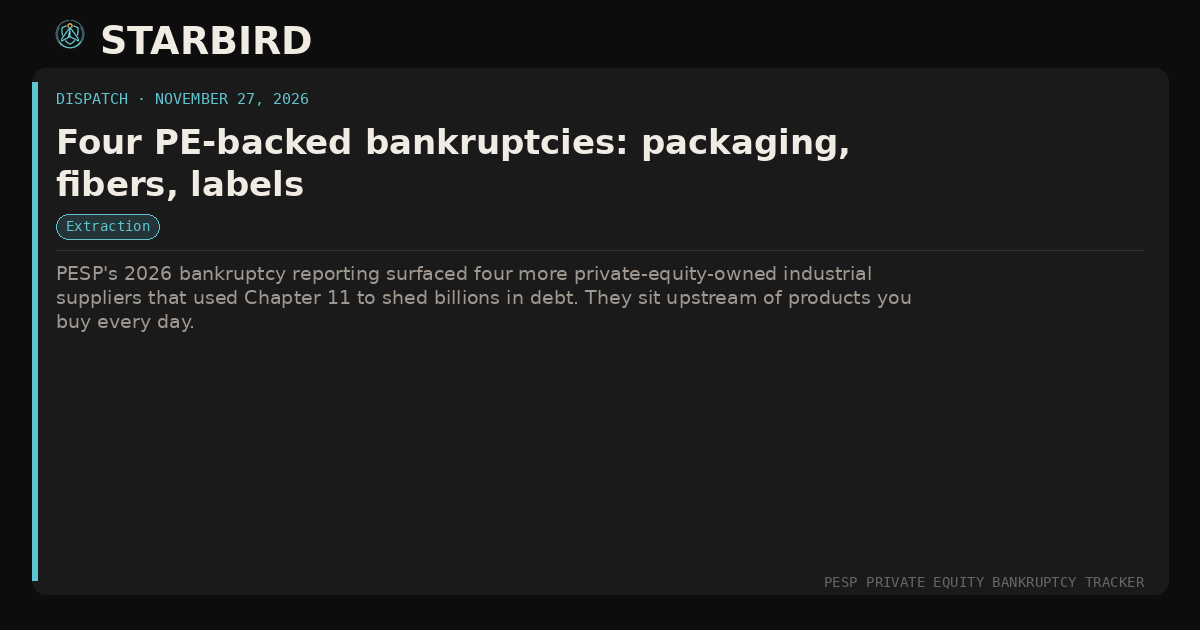 STARBIRD
DISPATCH · NOVEMBER 27, 2026
Four PE-backed bankruptcies: packaging,
fibers, labels
Extraction
PESP's 2026 bankruptcy reporting surfaced four more private-equity-owned industrial
suppliers that used Chapter 11 to shed billions in debt. They sit upstream of products you
buy every day.
PESP PRIVATE EQUITY BANKRUPTCY TRACKER